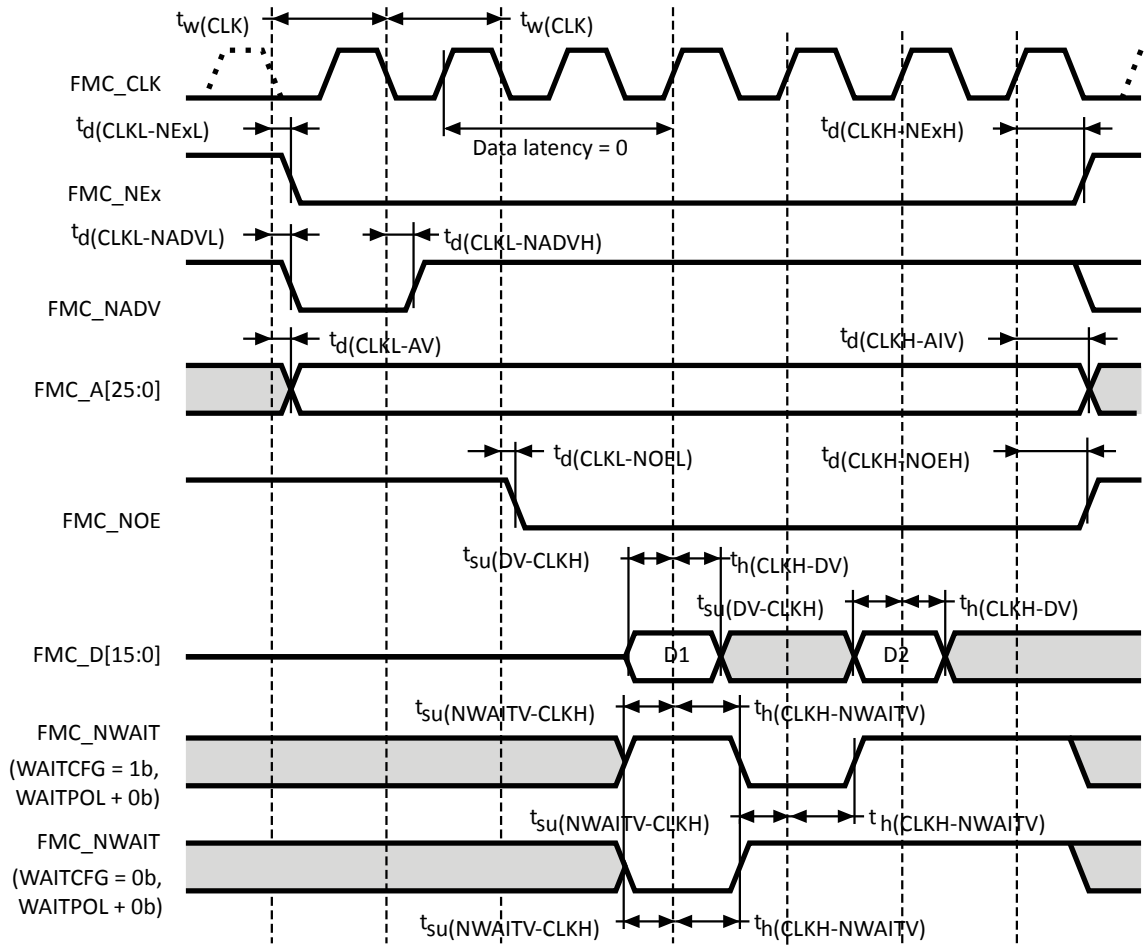 tw(CLK) tw(CLK)
FMC_CLK
td(CLKL-NExL) Data latency = 0 td(CLKH-NExH)
FMC_NEx
td(CLKL-NADVL) td(CLKL-NADVH)
FMC_NADV
td(CLKL-AV) td(CLKH-AIV)
FMC_A[25:0]
td(CLKL-NOEL) td(CLKH-NOEH)
FMC_NOE
tsu(DV-CLKH) th(CLKH-DV)
tsu(DV-CLKH) th(CLKH-DV)
FMC_D[15:0] D1 D2
tsu(NWAITV-CLKH) th(CLKH-NWAITV)
FMC_NWAIT
(WAITCFG = 1b,
WAITPOL + 0b)
tsu(NWAITV-CLKH) th(CLKH-NWAITV)
FMC_NWAIT
(WAITCFG = 0b,
WAITPOL + 0b)
tsu(NWAITV-CLKH) th(CLKH-NWAITV)